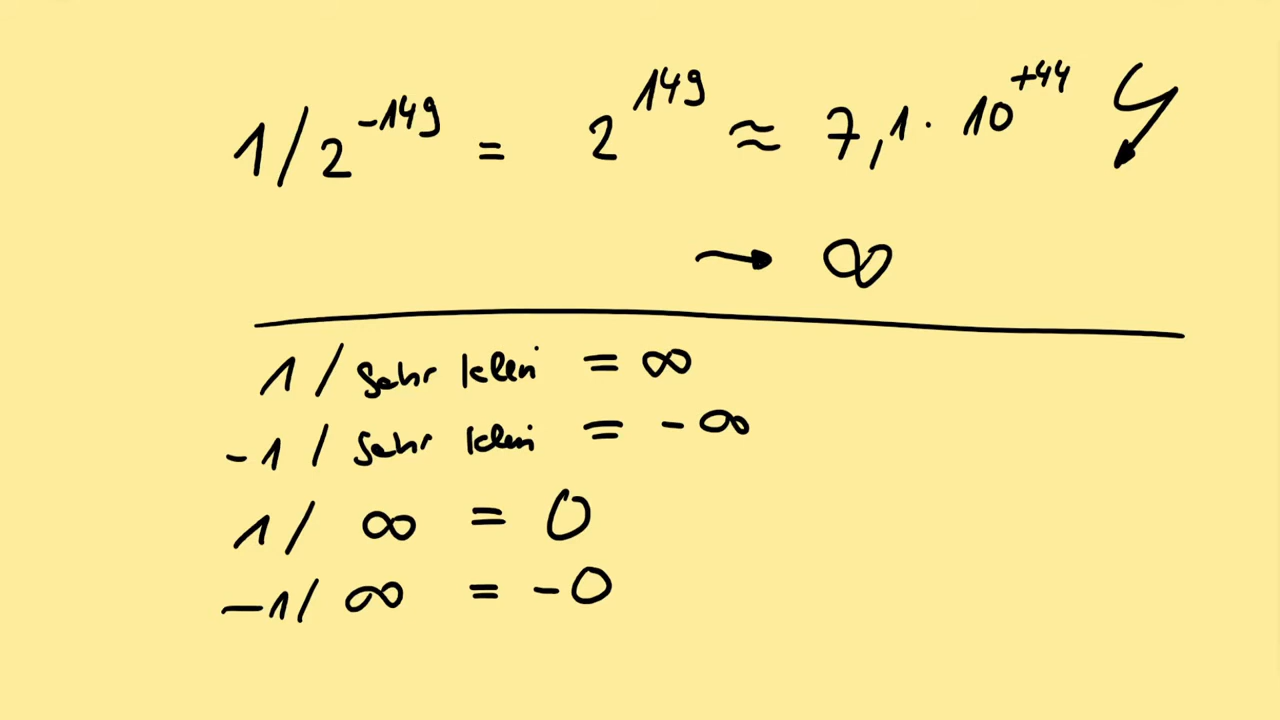 1/2^-149 = 2^149 ≈ 7,1 · 10^+44 ↯
→ ∞
1 / sehr klein = ∞
-1 / sehr klein = - ∞
1 / ∞ = 0
-1 / ∞ = -0